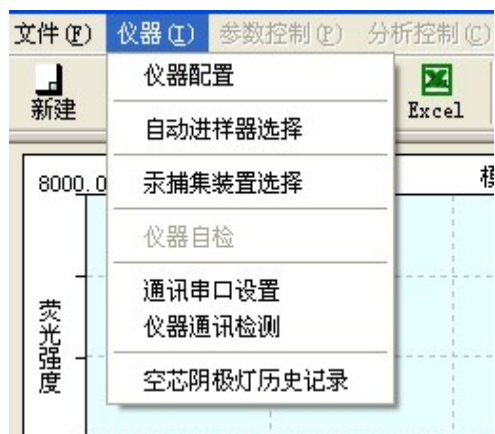 文件(F) 仪器(I) 参数控制(P) 分析控制(C)
新建
Excel
仪器配置
自动进样器选择
汞捕集装置选择
仪器自检
通讯串口设置
仪器通讯检测
空芯阴极灯历史记录
8000.0
荧光强度